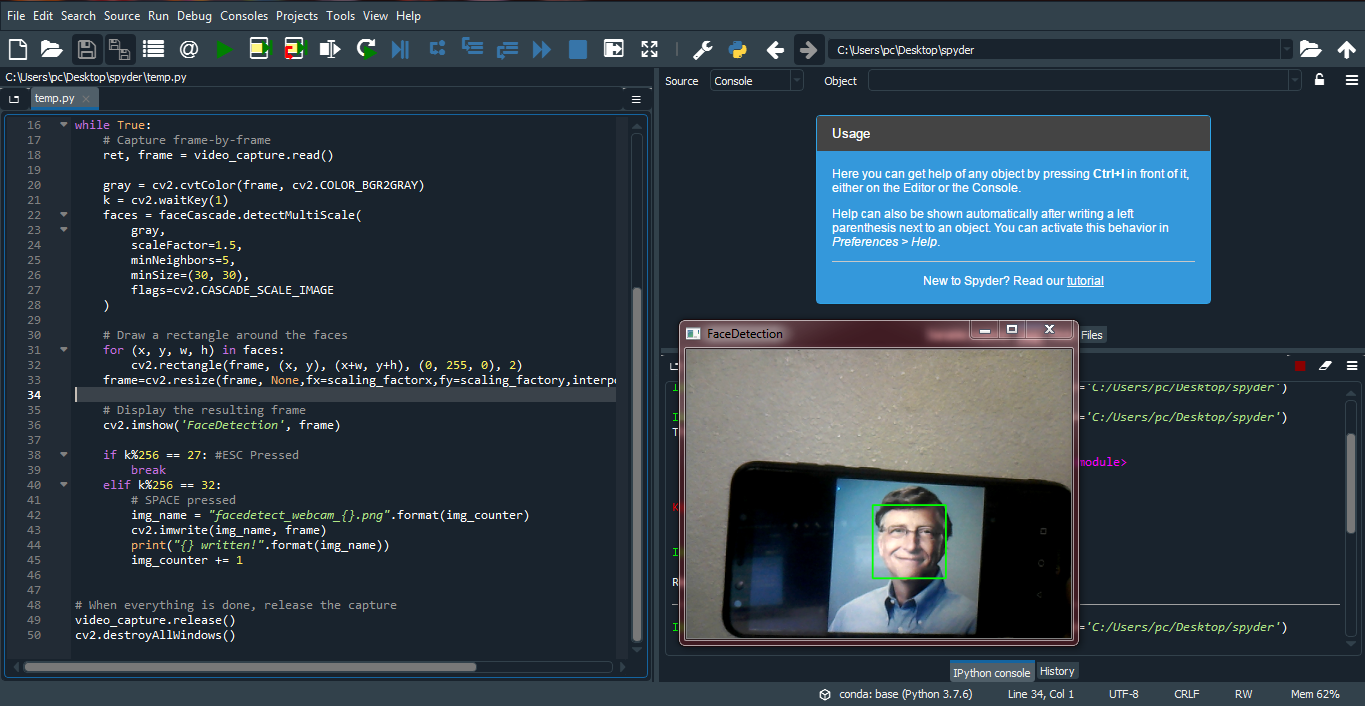 File Edit Search Source Run Debug Consoles Projects Tools View Help
C:\Users\pc\Desktop\spyder
C:\Users\pc\Desktop\spyder\temp.py
temp.py
16 while True:
17 # Capture frame-by-frame
18 ret, frame = video_capture.read()
19
20 gray = cv2.cvtColor(frame, cv2.COLOR_BGR2GRAY)
21 k = cv2.waitKey(1)
22 faces = faceCascade.detectMultiScale(
23 gray,
24 scaleFactor=1.5,
25 minNeighbors=5,
26 minSize=(30, 30),
27 flags=cv2.CASCADE_SCALE_IMAGE
28 )
29
30 # Draw a rectangle around the faces
31 for (x, y, w, h) in faces:
32 cv2.rectangle(frame, (x, y), (x+w, y+h), (0, 255, 0), 2)
33 frame=cv2.resize(frame, None,fx=scaling_factorx,fy=scaling_factory,interp
34
35 # Display the resulting frame
36 cv2.imshow('FaceDetection', frame)
37
38 if k%256 == 27: #ESC Pressed
39 break
40 elif k%256 == 32:
41 # SPACE pressed
42 img_name = "facedetect_webcam_{}.png".format(img_counter)
43 cv2.imwrite(img_name, frame)
44 print("{} written!".format(img_name))
45 img_counter += 1
46
47
48 # When everything is done, release the capture
49 video_capture.release()
50 cv2.destroyAllWindows()
Source Console Object
Usage
Here you can get help of any object by pressing Ctrl+I in front of it,
either on the Editor or the Console.
Help can also be shown automatically after writing a left
parenthesis next to an object. You can activate this behavior in
Preferences > Help.
New to Spyder? Read our tutorial
Files
FaceDetection
='C:/Users/pc/Desktop/spyder')
='C:/Users/pc/Desktop/spyder')
T
module>
K
R
='C:/Users/pc/Desktop/spyder')
IPython console History
conda: base (Python 3.7.6) Line 34, Col 1 UTF-8 CRLF RW Mem 62%